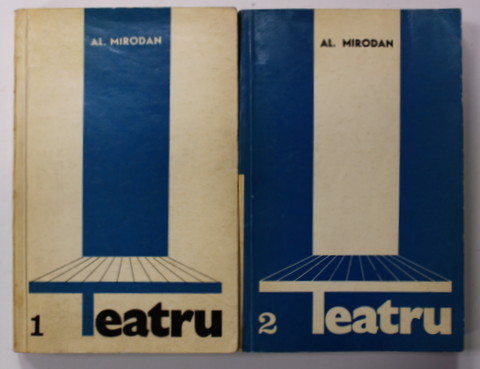 AL. MIRODAN
1 Teatru
AL. MIRODAN
2 Teatru